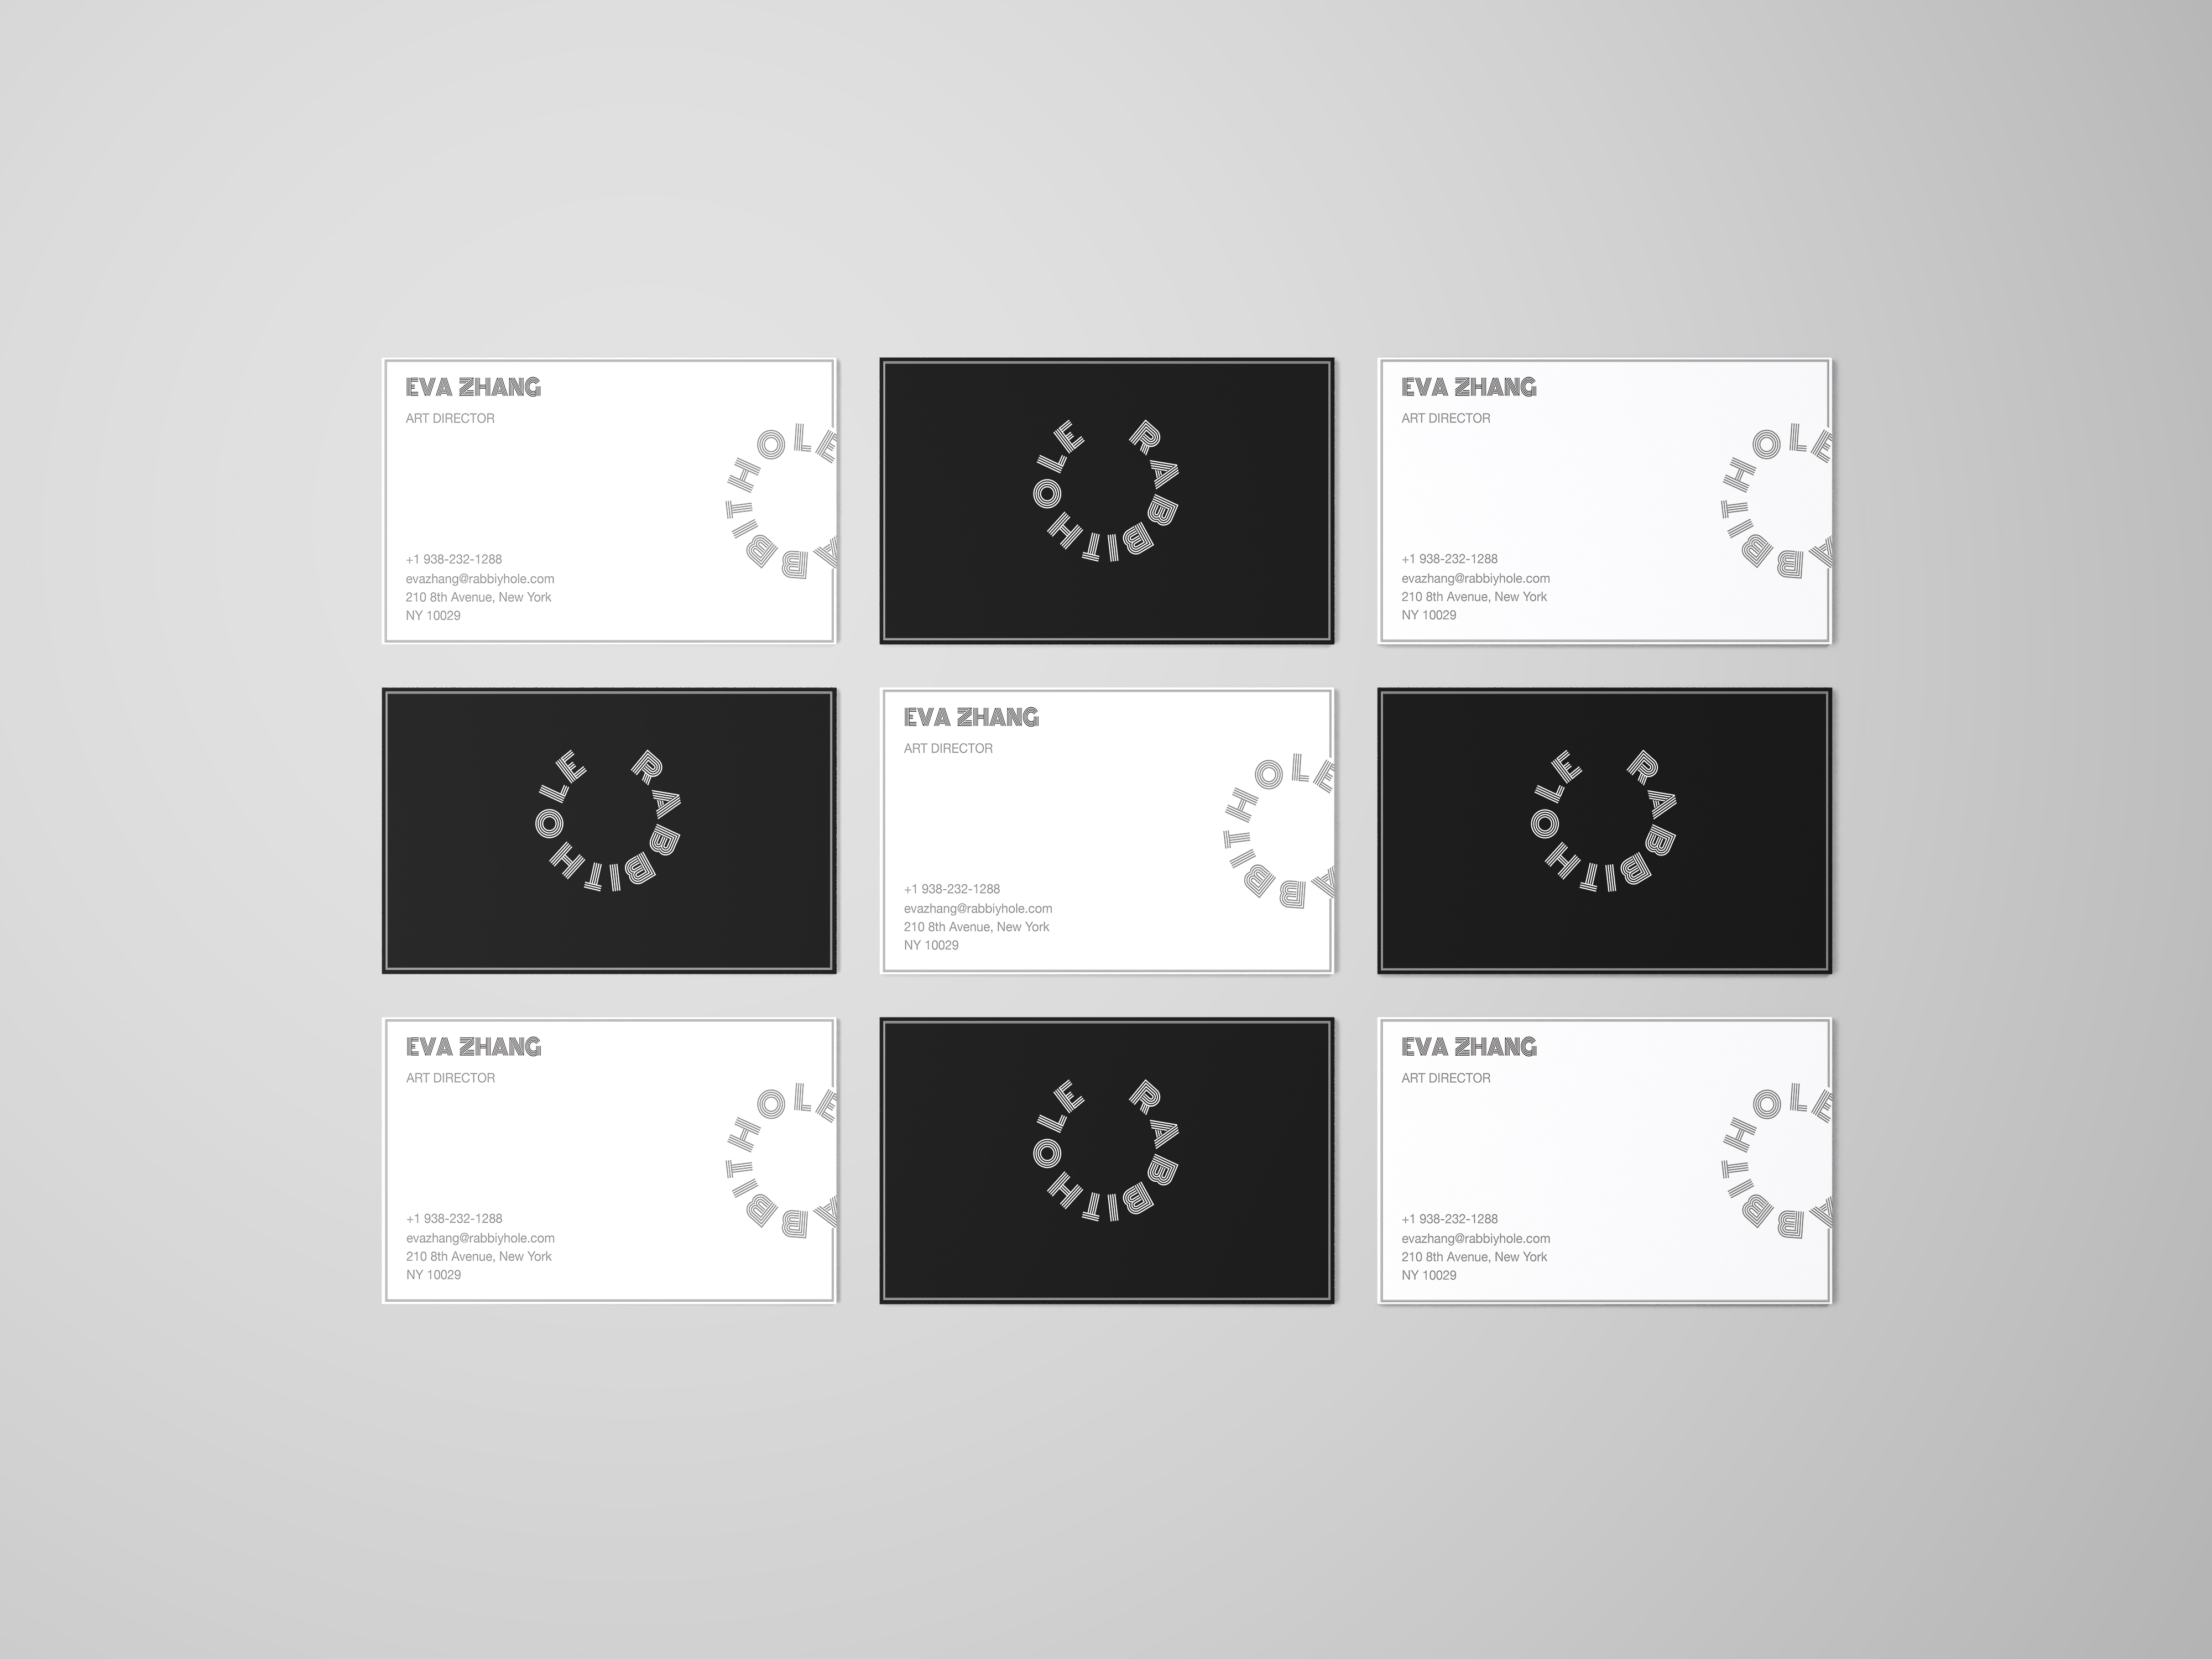 EVA ZHANG
ART DIRECTOR
ABBITHOLE
+1 938-232-1288
evazhang@rabbiyhole.com
210 8th Avenue, New York
NY 10029
RABBITHOLE
EVA ZHANG
ART DIRECTOR
ABBITHOLE
+1 938-232-1288
evazhang@rabbiyhole.com
210 8th Avenue, New York
NY 10029
RABBITHOLE
EVA ZHANG
ART DIRECTOR
ABBITHOLE
+1 938-232-1288
evazhang@rabbiyhole.com
210 8th Avenue, New York
NY 10029
RABBITHOLE
EVA ZHANG
ART DIRECTOR
ABBITHOLE
+1 938-232-1288
evazhang@rabbiyhole.com
210 8th Avenue, New York
NY 10029
RABBITHOLE
EVA ZHANG
ART DIRECTOR
ABBITHOLE
+1 938-232-1288
evazhang@rabbiyhole.com
210 8th Avenue, New York
NY 10029